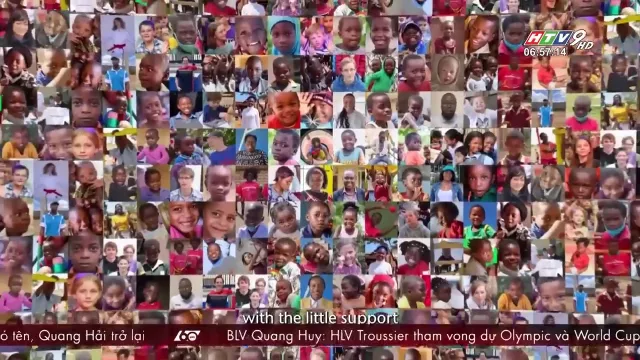 HTV9 HD
06:57:14
with the little support
ó tên, Quang Hải trở lại
BLV Quang Huy: HLV Troussier tham vọng dự Olympic và World Cup